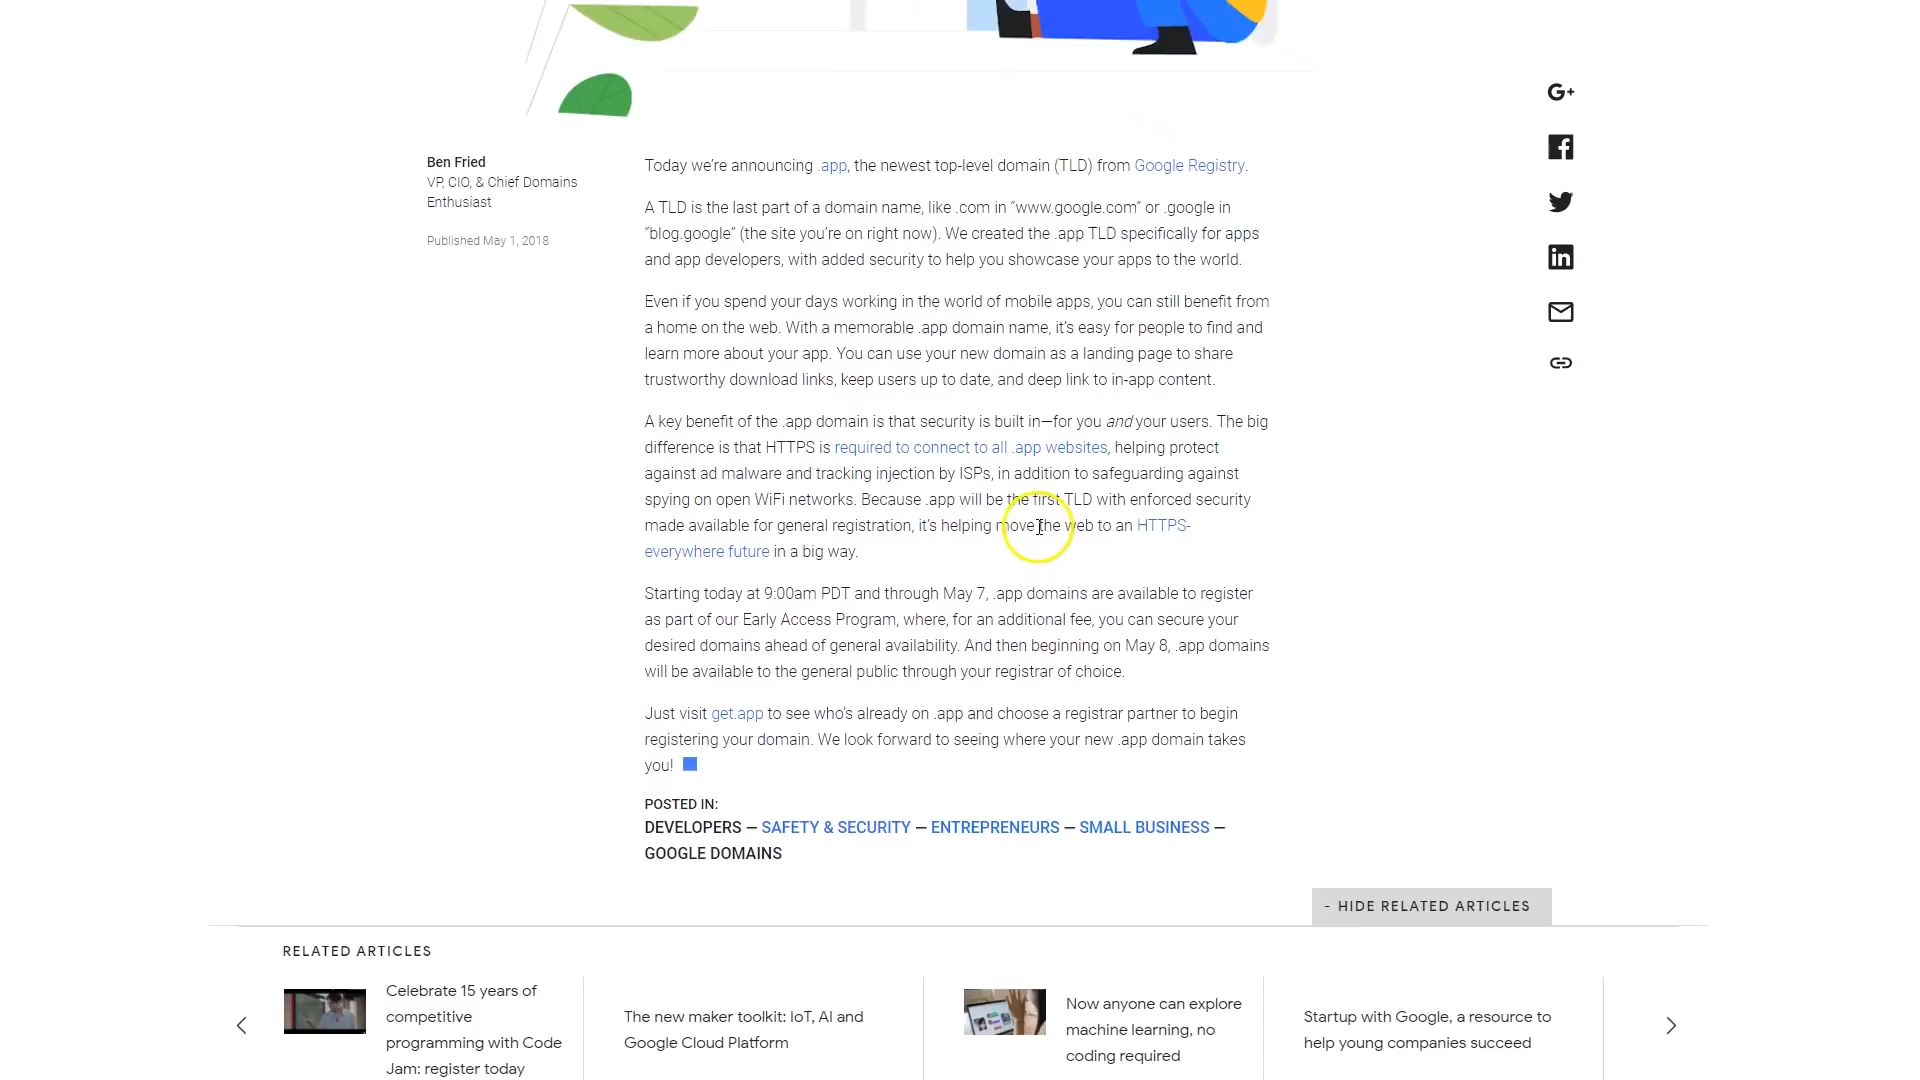 G+
Ben Fried
VP, CIO, & Chief Domains
Enthusiast
Published May 1, 2018
Today we're announcing .app, the newest top-level domain (TLD) from Google Registry.
A TLD is the last part of a domain name, like .com in “www.google.com” or .google in
“blog.google” (the site you're on right now). We created the .app TLD specifically for apps
and app developers, with added security to help you showcase your apps to the world.
Even if you spend your days working in the world of mobile apps, you can still benefit from
a home on the web. With a memorable .app domain name, it's easy for people to find and
learn more about your app. You can use your new domain as a landing page to share
trustworthy download links, keep users up to date, and deep link to in-app content.
A key benefit of the .app domain is that security is built in—for you and your users. The big
difference is that HTTPS is required to connect to all .app websites, helping protect
against ad malware and tracking injection by ISPs, in addition to safeguarding against
spying on open WiFi networks. Because .app will be the first TLD with enforced security
made available for general registration, it's helping move the web to an HTTPS-
everywhere future in a big way.
Starting today at 9:00am PDT and through May 7, .app domains are available to register
as part of our Early Access Program, where, for an additional fee, you can secure your
desired domains ahead of general availability. And then beginning on May 8, .app domains
will be available to the general public through your registrar of choice.
Just visit get.app to see who's already on .app and choose a registrar partner to begin
registering your domain. We look forward to seeing where your new .app domain takes
you!
POSTED IN:
DEVELOPERS — SAFETY & SECURITY — ENTREPRENEURS — SMALL BUSINESS —
GOOGLE DOMAINS
- HIDE RELATED ARTICLES
RELATED ARTICLES
Celebrate 15 years of
competitive
programming with Code
Jam: register today
The new maker toolkit: IoT, AI and
Google Cloud Platform
Now anyone can explore
machine learning, no
coding required
Startup with Google, a resource to
help young companies succeed